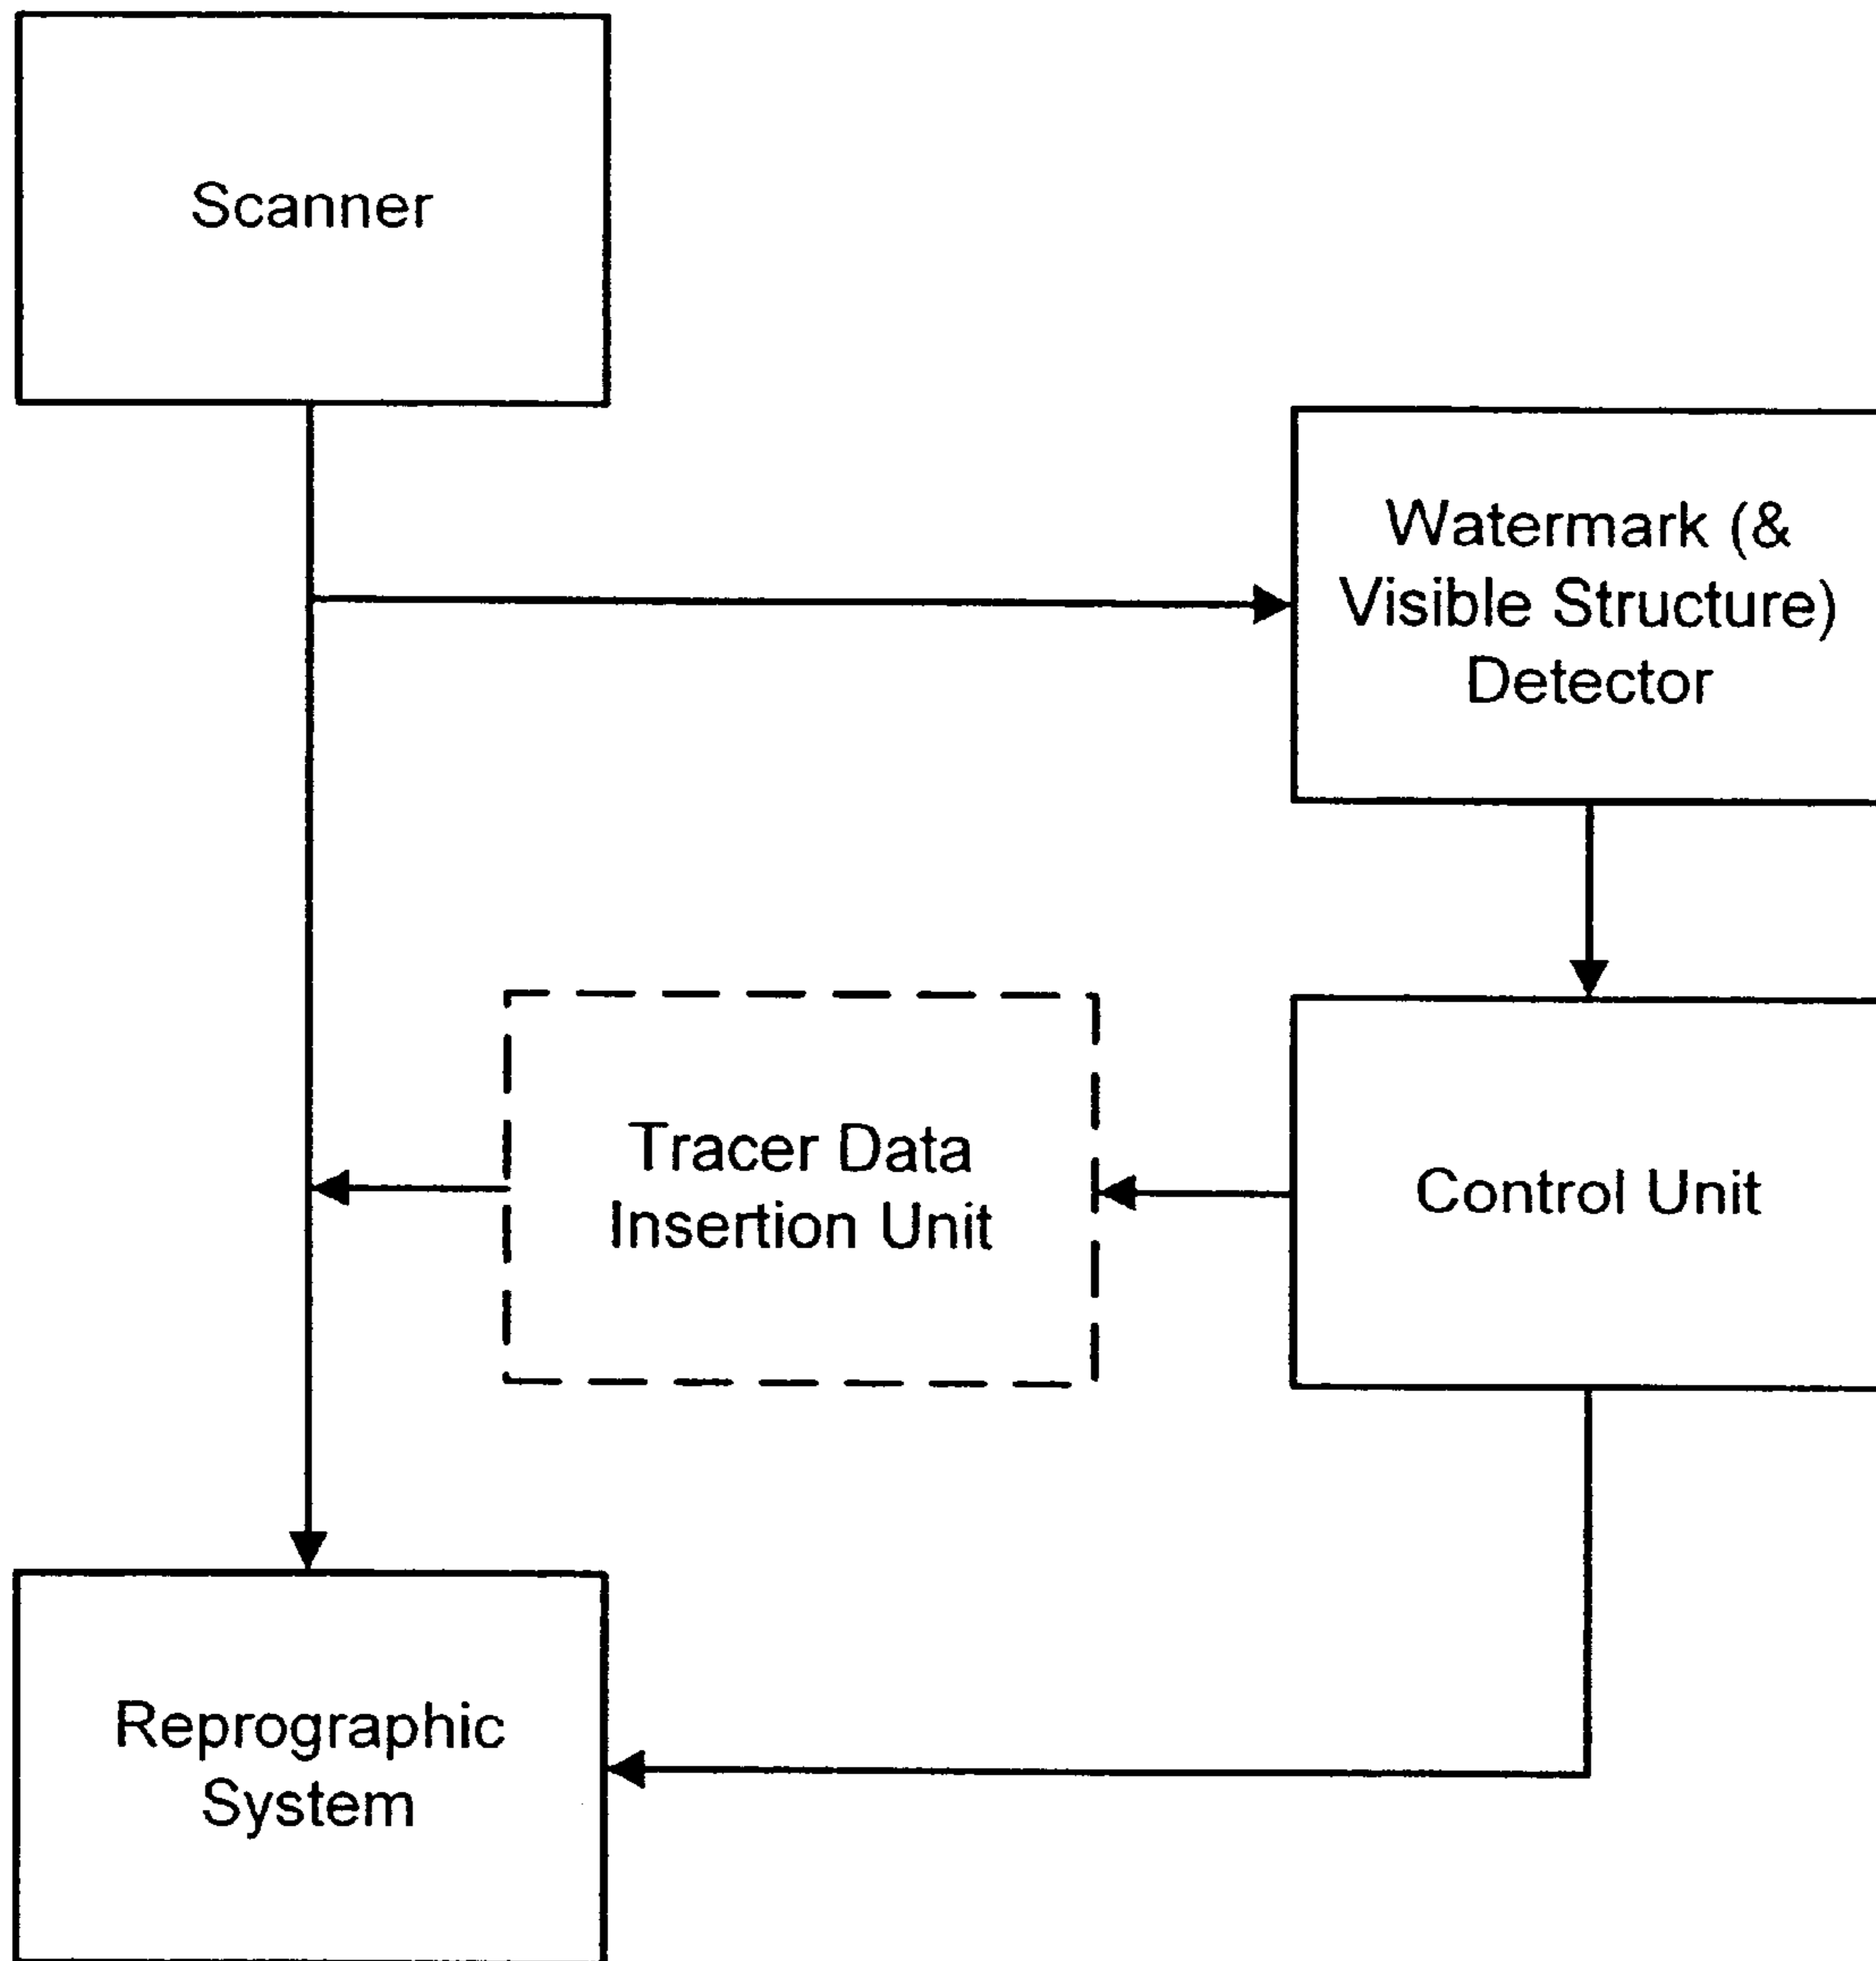 Scanner
Watermark (&
Visible Structure)
Detector
Tracer Data
Insertion Unit
Control Unit
Reprographic
System